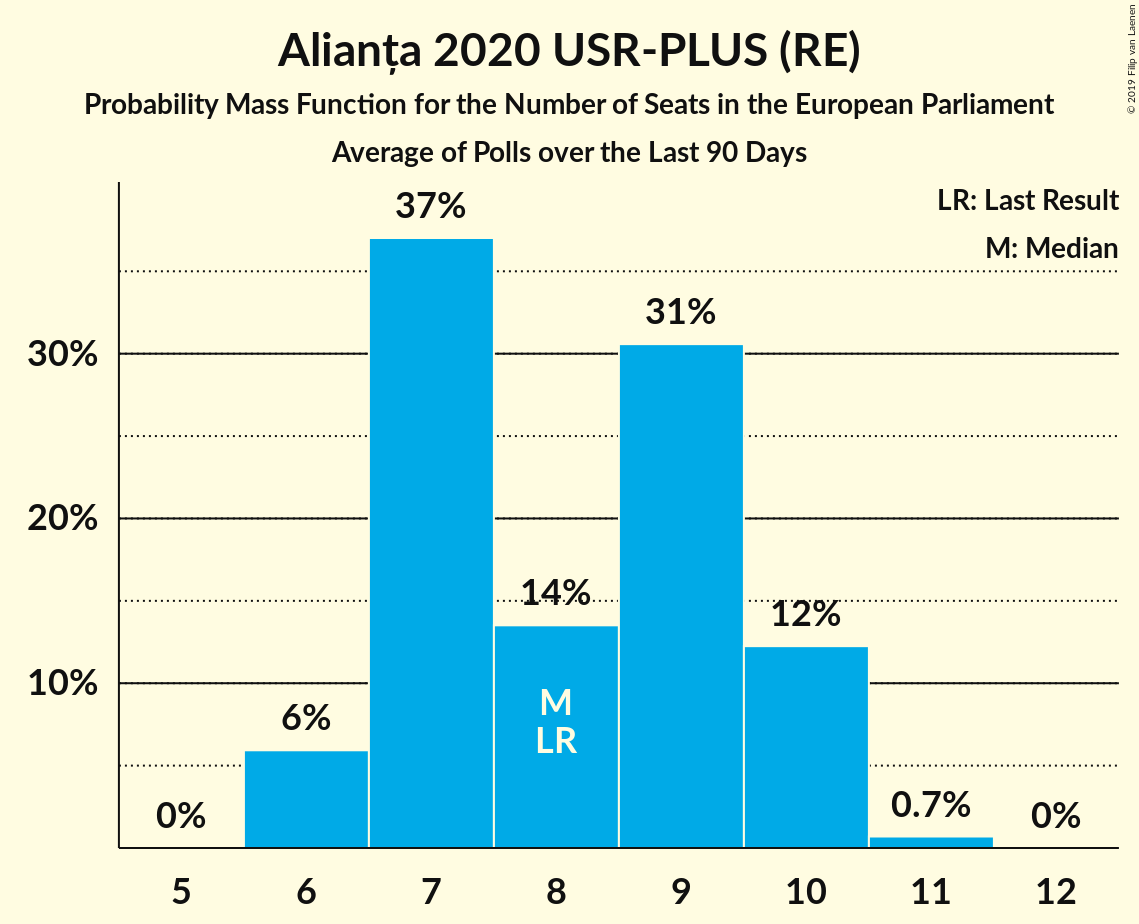 Alianța 2020 USR-PLUS (RE)
Probability Mass Function for the Number of Seats in the European Parliament
Average of Polls over the Last 90 Days
© 2019 Filip van Laenen
LR: Last Result
M: Median
37%
31%
30%
20%
14%
12%
10%
M
LR
6%
0%
0.7%
0%
5 6 7 8 9 10 11 12